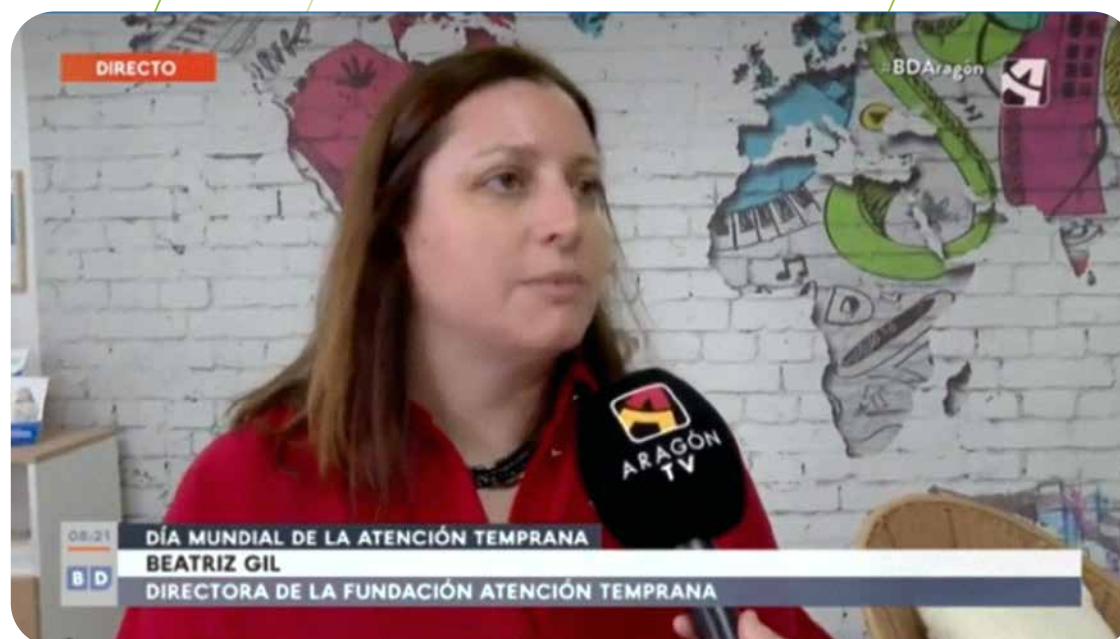 DIRECTO
#BDAragón
ARAGÓN
TV
08:21
DÍA MUNDIAL DE LA ATENCIÓN TEMPRANA
BEATRIZ GIL
BD
DIRECTORA DE LA FUNDACIÓN ATENCIÓN TEMPRANA